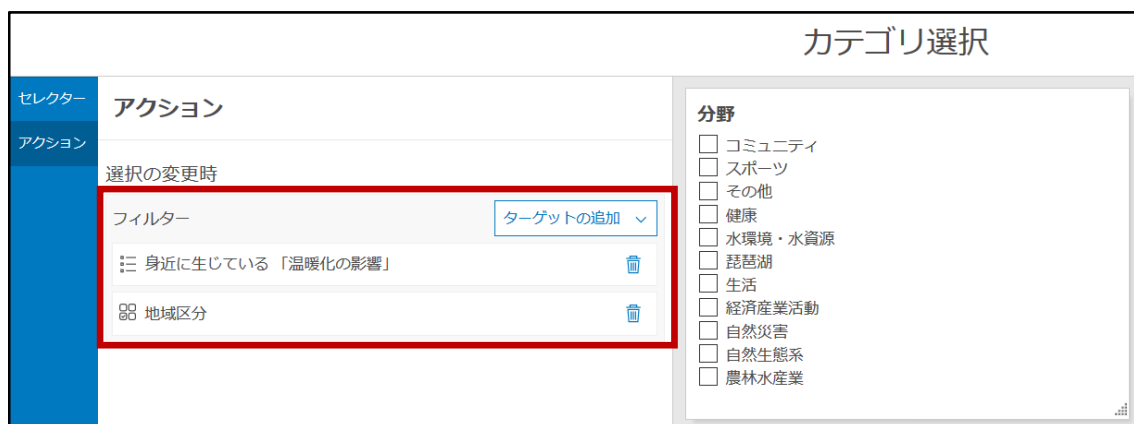 カテゴリ選択
セレクター
アクション
アクション
選択の変更時
フィルター
ターゲットの追加
身近に生じている「温暖化の影響」
地域区分
分野
コミュニティ
スポーツ
その他
健康
水環境・水資源
琵琶湖
生活
経済産業活動
自然災害
自然生態系
農林水産業